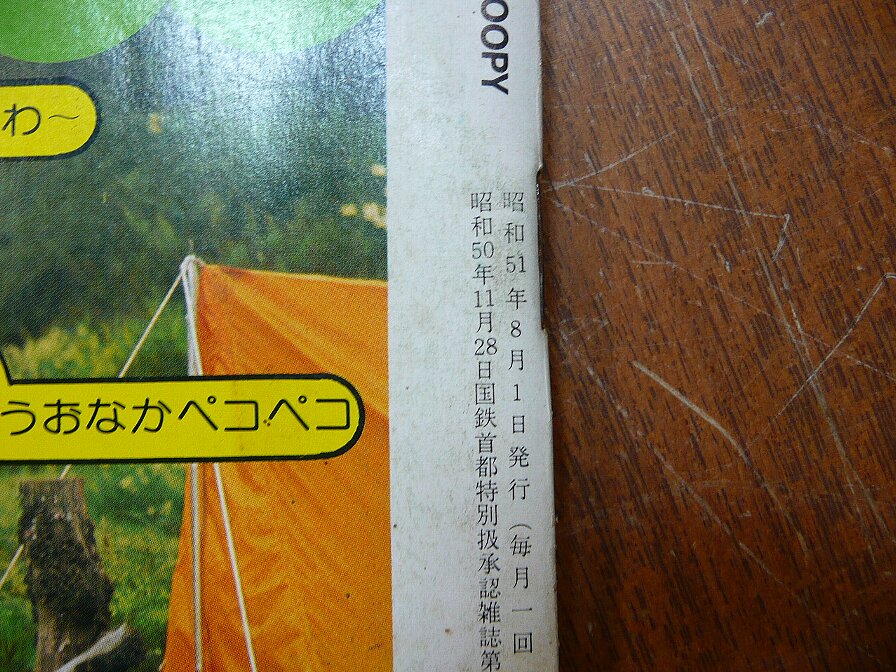 OOPY
わ～
うおなかペコペコ
昭和51年8月1日発行(毎月一回
昭和50年11月28日国鉄首都特別扱承認雑誌第